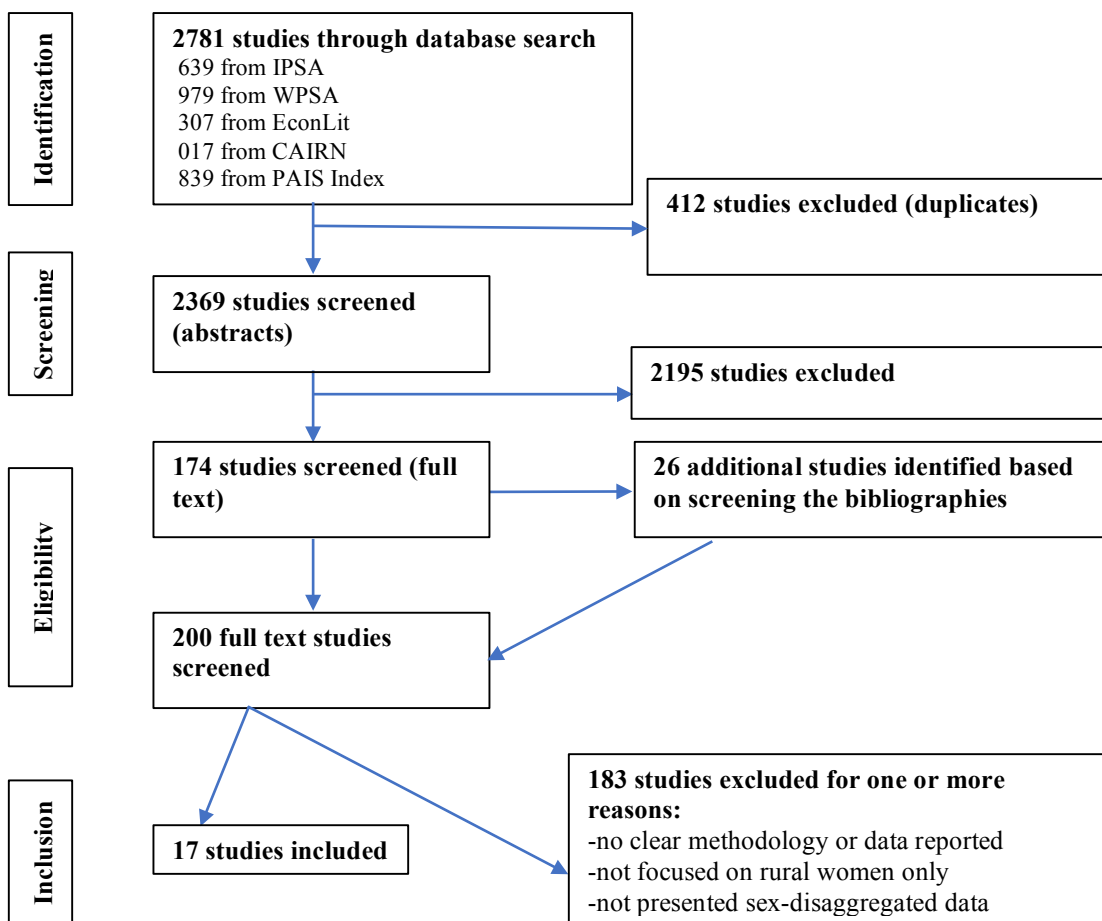 Identification
2781 studies through database search
639 from IPSA
979 from WPSA
307 from EconLit
017 from CAIRN
839 from PAIS Index
412 studies excluded (duplicates)
Screening
2369 studies screened
(abstracts)
2195 studies excluded
Eligibility
174 studies screened (full
text)
26 additional studies identified based
on screening the bibliographies
200 full text studies
screened
Inclusion
17 studies included
183 studies excluded for one or more
reasons:
-no clear methodology or data reported
-not focused on rural women only
-not presented sex-disaggregated data